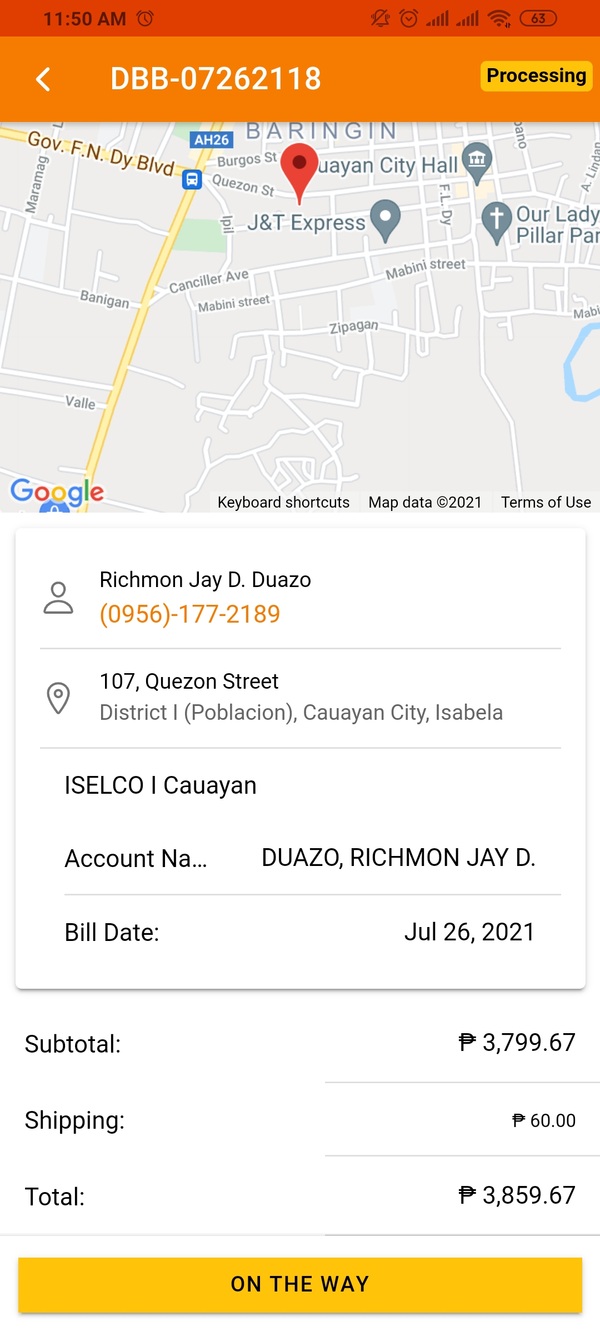 11:50 AM
63
DBB-07262118
Processing
BARINGIN
AH26
Gov. F.N. Dy Blvd
Burgos St
uayan City Hall
Maramag
Quezon St
Ipil
J&T Express
F.L. Dy
Our Lady
Pillar Par
A. Lindan
Canciller Ave
Mabini street
Banigan
Mabini street
Mabi
Zipagan
Valle
Google
Keyboard shortcuts Map data ©2021 Terms of Use
Richmon Jay D. Duazo
(0956)-177-2189
107, Quezon Street
District I (Poblacion), Cauayan City, Isabela
ISELCO I Cauayan
Account Na... DUAZO, RICHMON JAY D.
Bill Date: Jul 26, 2021
Subtotal: ₱ 3,799.67
Shipping: ₱ 60.00
Total: ₱ 3,859.67
ON THE WAY